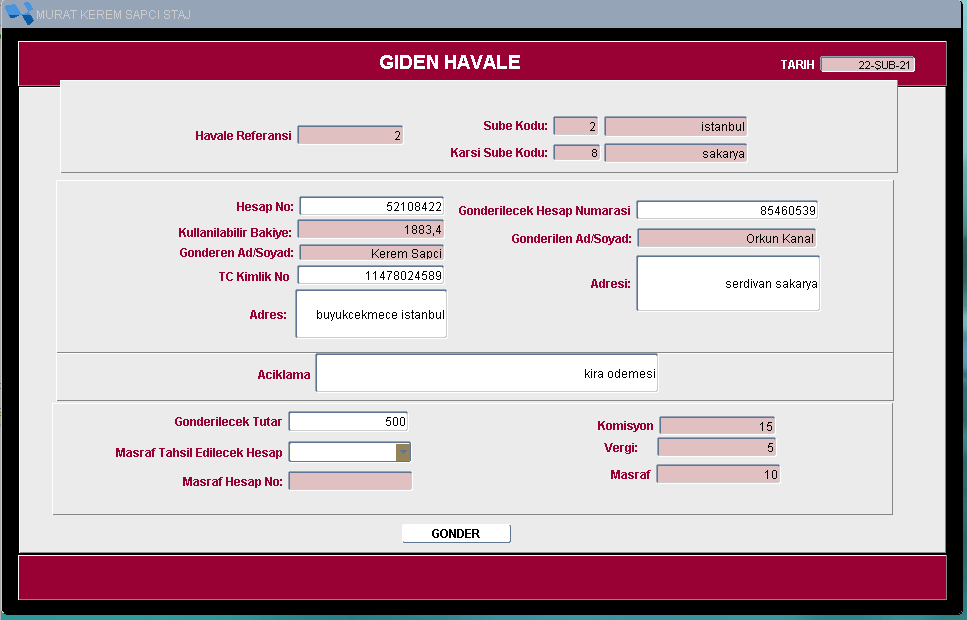 MURAT KEREM SAPCI STAJ
GIDEN HAVALE
TARIH 22-SUB-21
Havale Referansi 2
Sube Kodu: 2 istanbul
Karsi Sube Kodu: 8 sakarya
Hesap No: 52108422
Kullanilabilir Bakiye: 1883,4
Gonderen Ad/Soyad: Kerem Sapci
TC Kimlik No 11478024589
Adres: buyukcekmece istanbul
Gonderilecek Hesap Numarasi 85460539
Gonderilen Ad/Soyad: Orkun Kanal
Adresi: serdivan sakarya
Aciklama kira odemesi
Gonderilecek Tutar 500
Masraf Tahsil Edilecek Hesap
Masraf Hesap No:
Komisyon 15
Vergi: 5
Masraf 10
GONDER